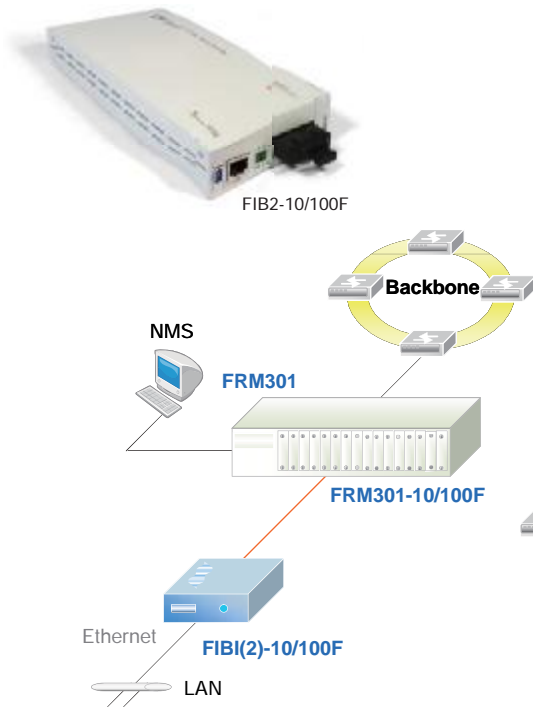 FIB2-10/100F
Backbone
NMS
FRM301
FRM301-10/100F
Ethernet
FIBI(2)-10/100F
LAN